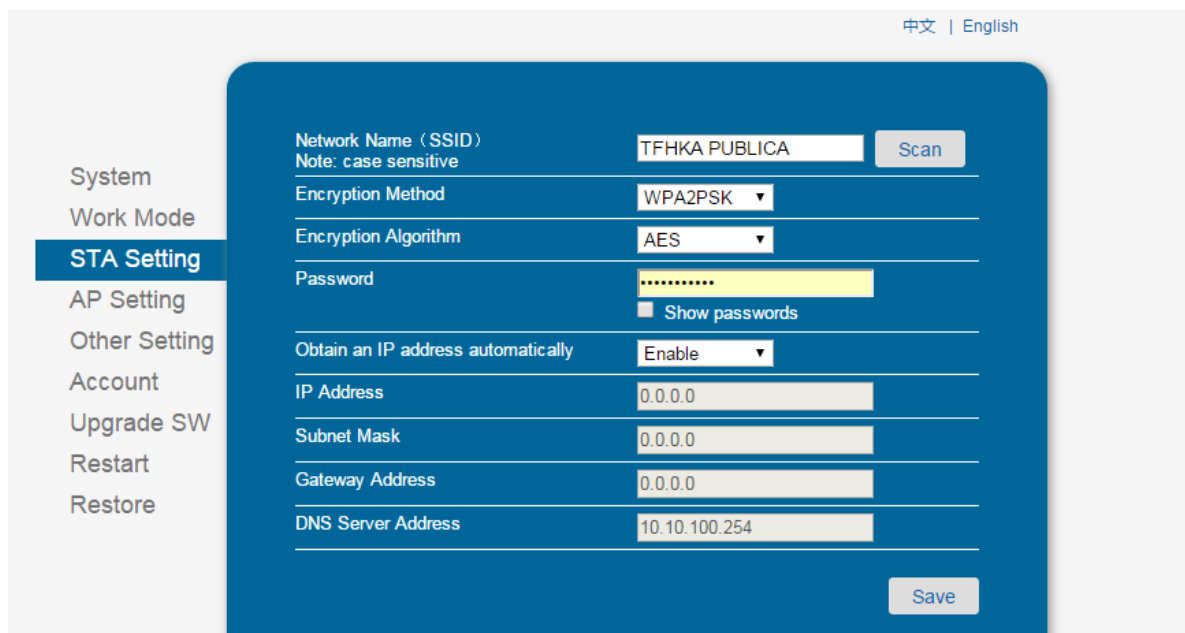 中文 | English
System
Work Mode
STA Setting
AP Setting
Other Setting
Account
Upgrade SW
Restart
Restore
Network Name（SSID）
Note: case sensitive
TFHKA PUBLICA
Scan
Encryption Method
WPA2PSK
Encryption Algorithm
AES
Password
•••••••••••
Show passwords
Obtain an IP address automatically
Enable
IP Address
0.0.0.0
Subnet Mask
0.0.0.0
Gateway Address
0.0.0.0
DNS Server Address
10.10.100.254
Save